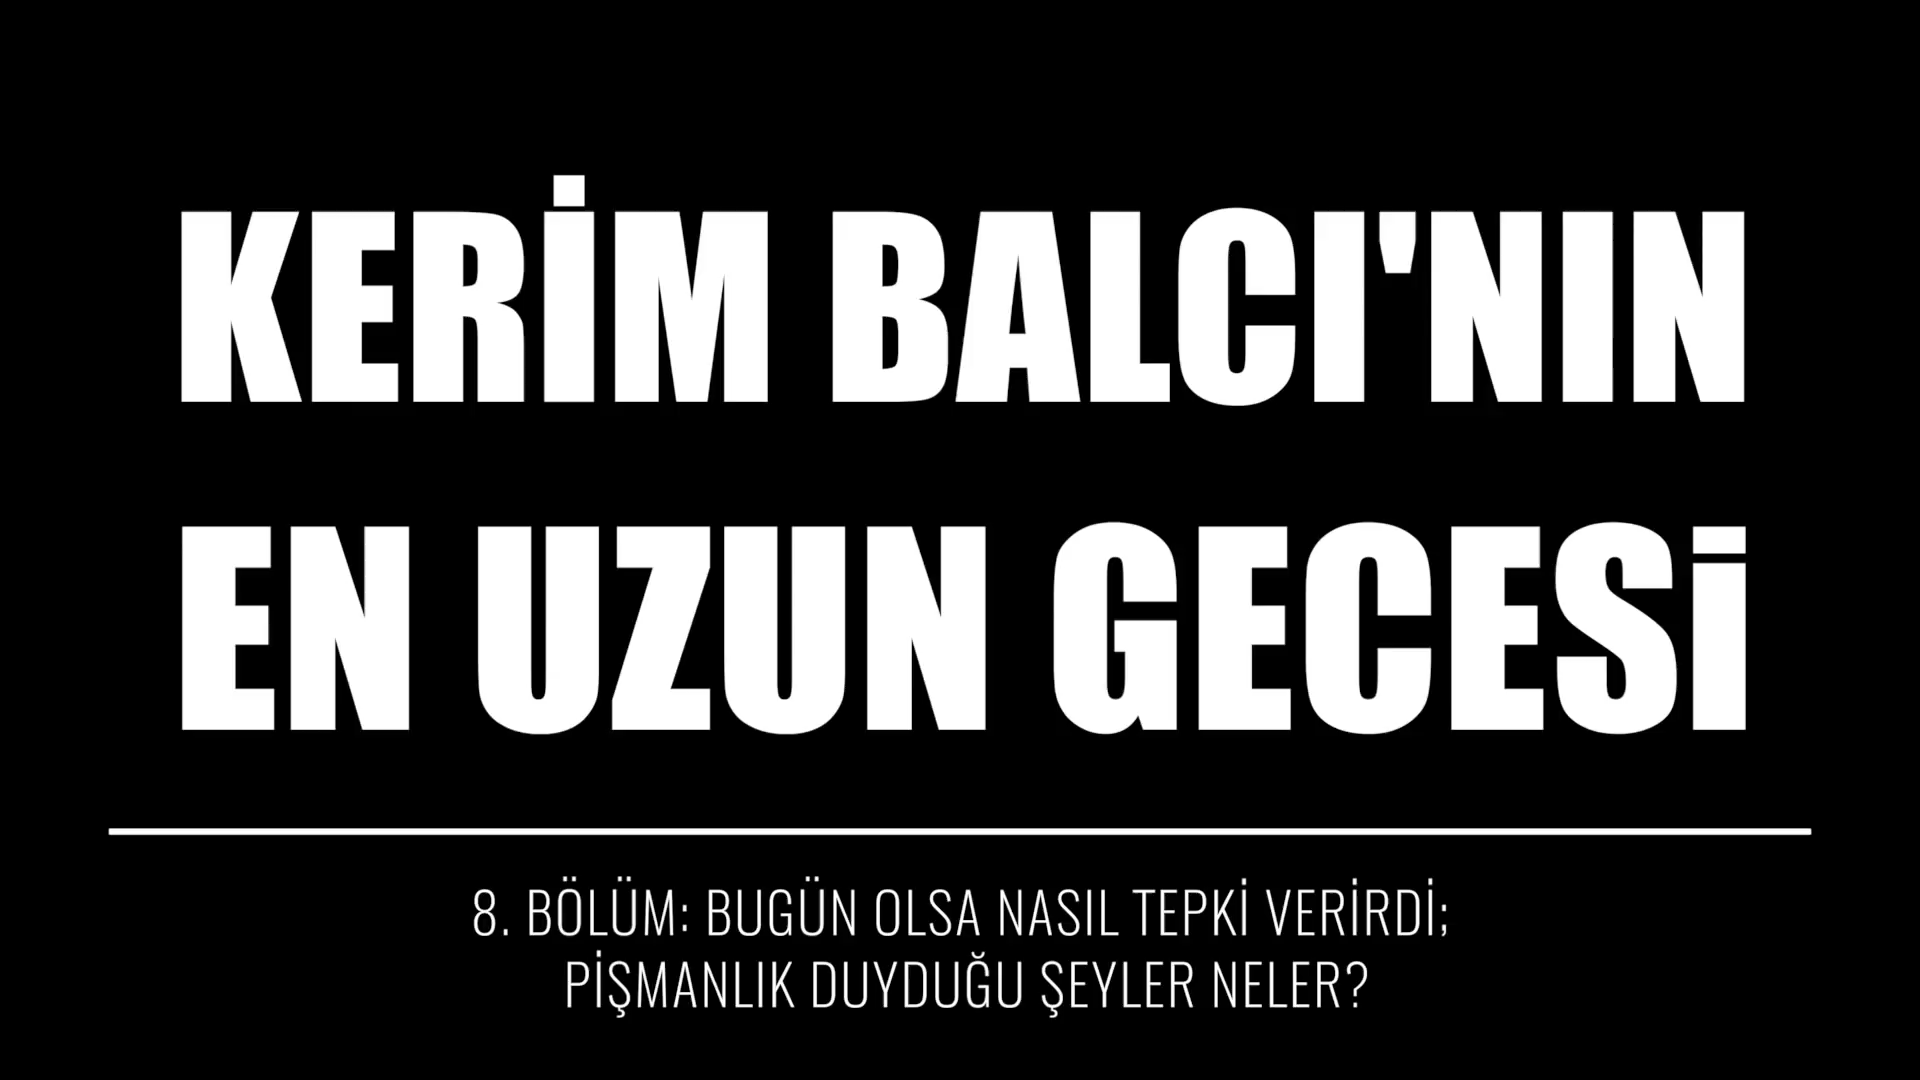 KERİM BALCI'NIN
EN UZUN GECESİ
8. BÖLÜM: BUGÜN OLSA NASIL TEPKİ VERİRDİ;
PİŞMANLIK DUYDUĞU ŞEYLER NELER?